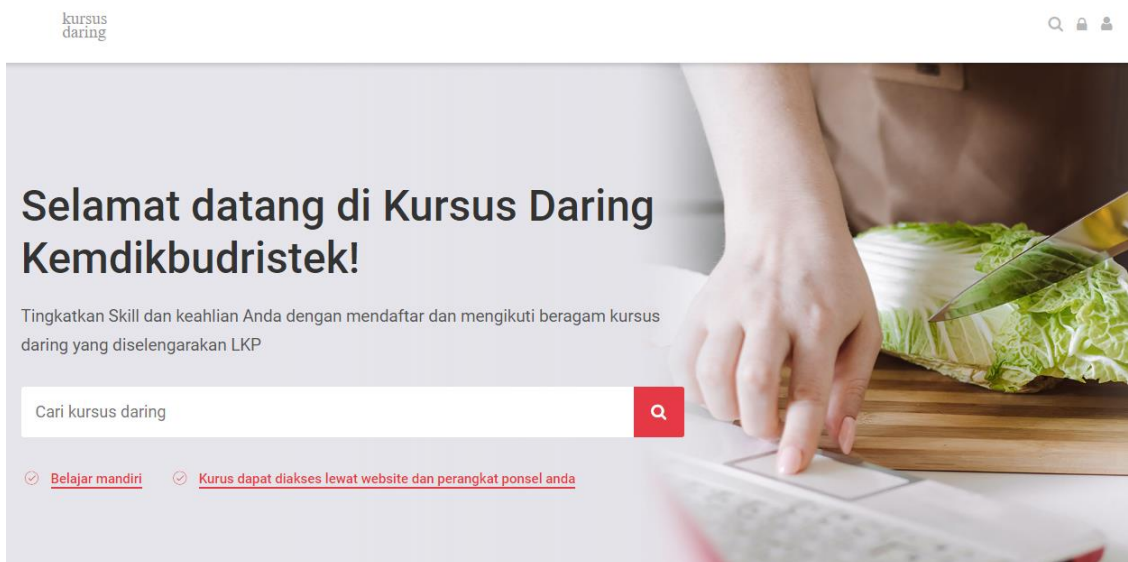 kursus
daring
Selamat datang di Kursus Daring
Kemdikbudristek!
Tingkatkan Skill dan keahlian Anda dengan mendaftar dan mengikuti beragam kursus
daring yang diselengarakan LKP
Cari kursus daring
Belajar mandiri
Kurus dapat diakses lewat website dan perangkat ponsel anda